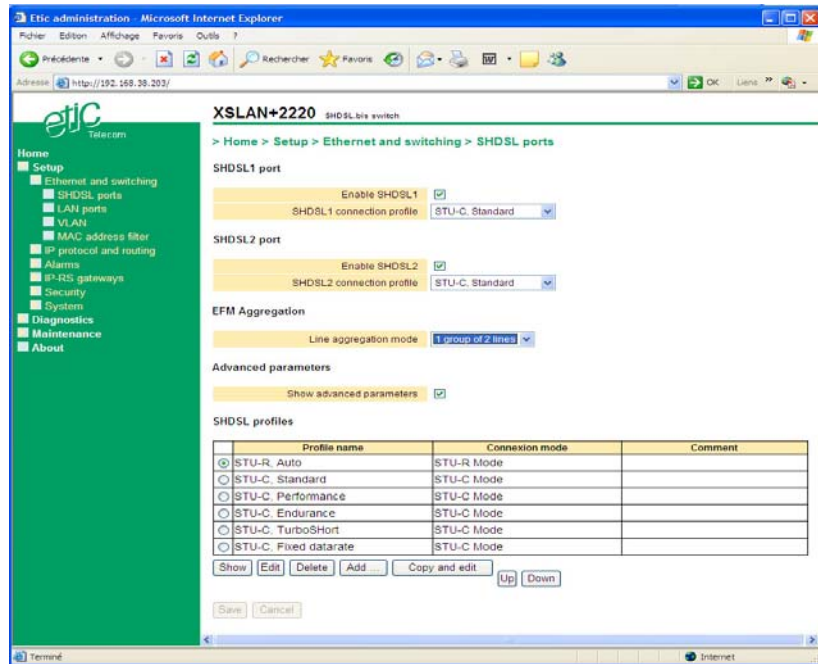 Etic administration - Microsoft Internet Explorer
Fichier Edition Affichage Favoris Outils ?
Précédente Rechercher Favoris
Adresse http://192.168.38.203/ OK Liens »
etic Telecom
XSLAN+2220 SHDSL.bis switch
> Home > Setup > Ethernet and switching > SHDSL ports
Home
Setup
Ethernet and switching
SHDSL ports
LAN ports
VLAN
MAC address filter
IP protocol and routing
Alarms
IP-RS gateways
Security
System
Diagnostics
Maintenance
About
SHDSL1 port
Enable SHDSL1
SHDSL1 connection profile STU-C, Standard
SHDSL2 port
Enable SHDSL2
SHDSL2 connection profile STU-C, Standard
EFM Aggregation
Line aggregation mode 1 group of 2 lines
Advanced parameters
Show advanced parameters
SHDSL profiles
Profile name Connexion mode Comment
STU-R, Auto STU-R Mode
STU-C, Standard STU-C Mode
STU-C, Performance STU-C Mode
STU-C, Endurance STU-C Mode
STU-C, TurboSHort STU-C Mode
STU-C, Fixed datarate STU-C Mode
Show Edit Delete Add ... Copy and edit Up Down
Save Cancel
Terminé Internet